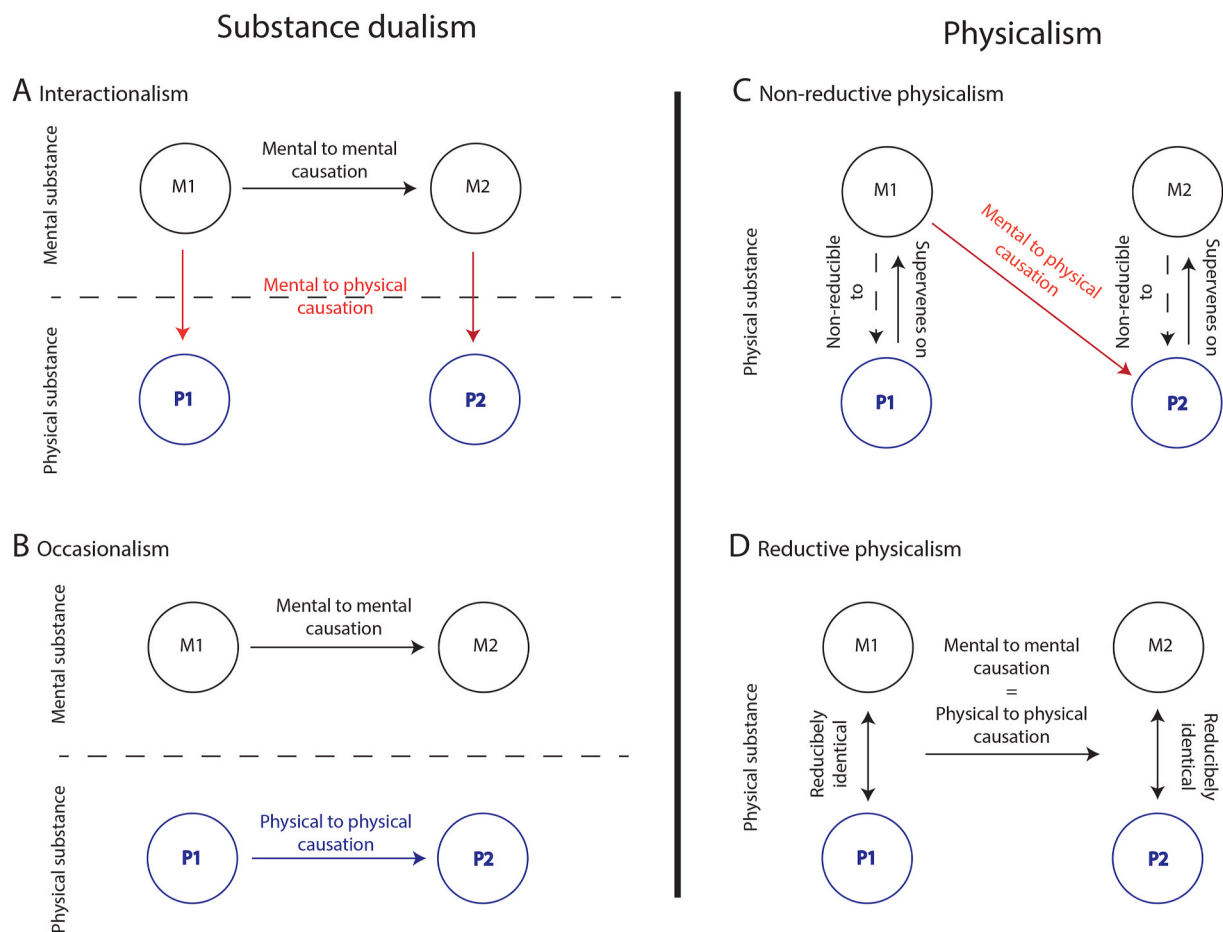 Substance dualism
Physicalism
A Interactionalism
Mental substance
Physical substance
M1
Mental to mental
causation
M2
Mental to physical
causation
P1
P2
B Occasionalism
Mental substance
Physical substance
M1
Mental to mental
causation
M2
P1
Physical to physical
causation
P2
C Non-reductive physicalism
Physical substance
M1
M2
Non-reducible
to
Supervenes on
Mental to physical
causation
Non-reducible
to
Supervenes on
P1
P2
D Reductive physicalism
Physical substance
M1
Mental to mental
causation
=
Physical to physical
causation
M2
Reducibely
identical
Reducibely
identical
P1
P2